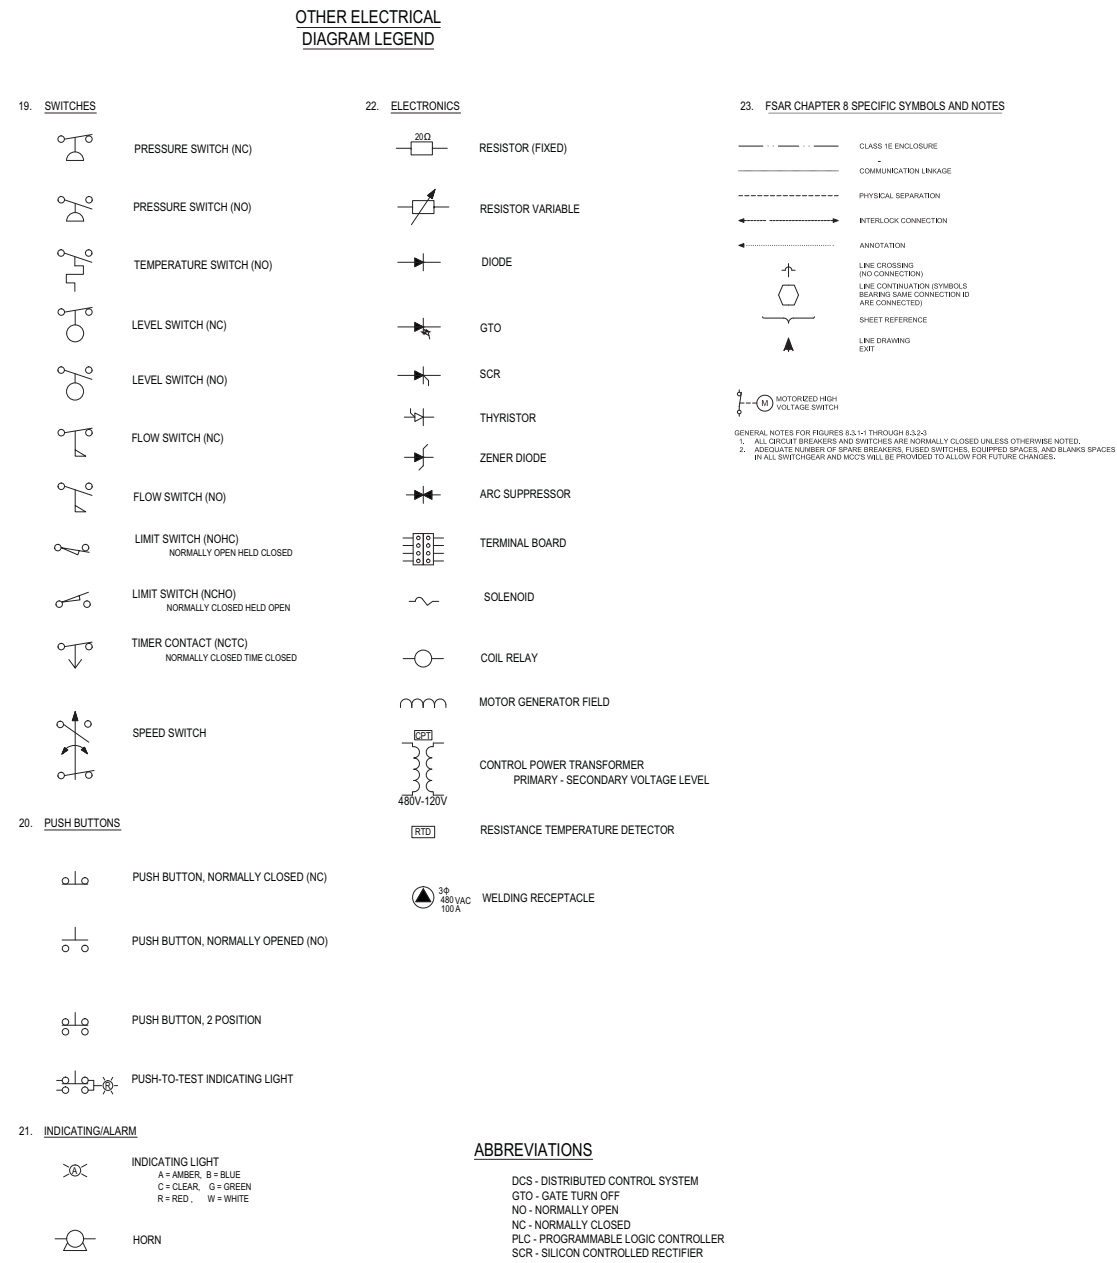 OTHER ELECTRICAL
DIAGRAM LEGEND
19. SWITCHES
PRESSURE SWITCH (NC)
PRESSURE SWITCH (NO)
TEMPERATURE SWITCH (NO)
LEVEL SWITCH (NC)
LEVEL SWITCH (NO)
FLOW SWITCH (NC)
FLOW SWITCH (NO)
LIMIT SWITCH (NOHC)
NORMALLY OPEN HELD CLOSED
LIMIT SWITCH (NCHO)
NORMALLY CLOSED HELD OPEN
TIMER CONTACT (NCTC)
NORMALLY CLOSED TIME CLOSED
SPEED SWITCH
20. PUSH BUTTONS
PUSH BUTTON, NORMALLY CLOSED (NC)
PUSH BUTTON, NORMALLY OPENED (NO)
PUSH BUTTON, 2 POSITION
R
PUSH-TO-TEST INDICATING LIGHT
21. INDICATING/ALARM
A
INDICATING LIGHT
A = AMBER, B = BLUE
C = CLEAR, G = GREEN
R = RED , W = WHITE
HORN
22. ELECTRONICS
20Ω
RESISTOR (FIXED)
RESISTOR VARIABLE
DIODE
GTO
SCR
THYRISTOR
ZENER DIODE
ARC SUPPRESSOR
TERMINAL BOARD
SOLENOID
COIL RELAY
MOTOR GENERATOR FIELD
CPT
CONTROL POWER TRANSFORMER
PRIMARY - SECONDARY VOLTAGE LEVEL
480V-120V
RTD
RESISTANCE TEMPERATURE DETECTOR
3Φ
480 VAC
100 A
WELDING RECEPTACLE
23. FSAR CHAPTER 8 SPECIFIC SYMBOLS AND NOTES
CLASS 1E ENCLOSURE
-
COMMUNICATION LINKAGE
PHYSICAL SEPARATION
INTERLOCK CONNECTION
ANNOTATION
LINE CROSSING
(NO CONNECTION)
LINE CONTINUATION (SYMBOLS
BEARING SAME CONNECTION ID
ARE CONNECTED)
SHEET REFERENCE
LINE DRAWING
EXIT
M
MOTORIZED HIGH
VOLTAGE SWITCH
GENERAL NOTES FOR FIGURES 8.3.1-1 THROUGH 8.3.2-3
1. ALL CIRCUIT BREAKERS AND SWITCHES ARE NORMALLY CLOSED UNLESS OTHERWISE NOTED.
2. ADEQUATE NUMBER OF SPARE BREAKERS, FUSED SWITCHES, EQUIPPED SPACES, AND BLANKS SPACES
IN ALL SWITCHGEAR AND MCC'S WILL BE PROVIDED TO ALLOW FOR FUTURE CHANGES.
ABBREVIATIONS
DCS - DISTRIBUTED CONTROL SYSTEM
GTO - GATE TURN OFF
NO - NORMALLY OPEN
NC - NORMALLY CLOSED
PLC - PROGRAMMABLE LOGIC CONTROLLER
SCR - SILICON CONTROLLED RECTIFIER